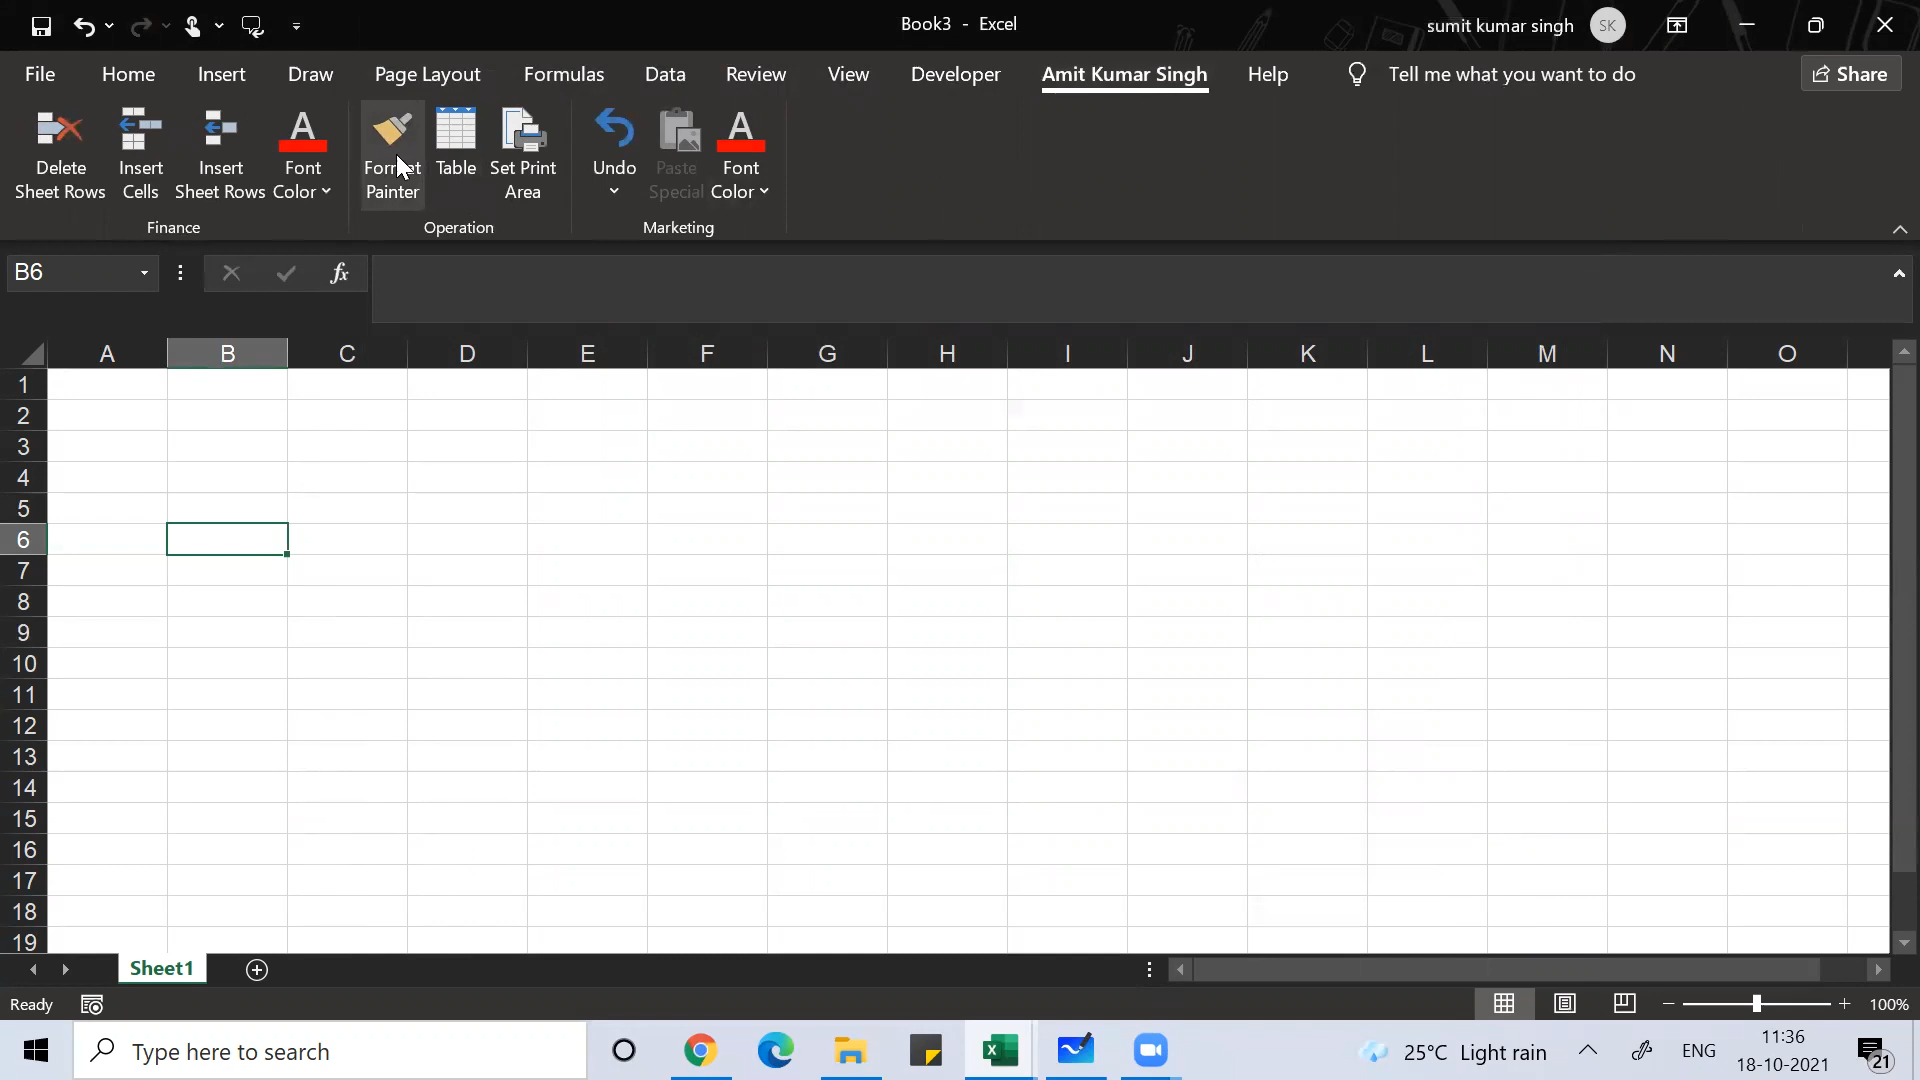 Book3 - Excel
sumit kumar singh SK
File Home Insert Draw Page Layout Formulas Data Review View Developer Amit Kumar Singh Help Tell me what you want to do Share
Delete Sheet Rows
Insert Cells
Insert Sheet Rows
Font Color
Format Painter
Table
Set Print Area
Undo
Paste Special
Font Color
Finance Operation Marketing
B6 fx
A B C D E F G H I J K L M N O
1
2
3
4
5
6
7
8
9
10
11
12
13
14
15
16
17
18
19
Sheet1
Ready 100%
Type here to search 25°C Light rain ENG 11:36
18-10-2021 21